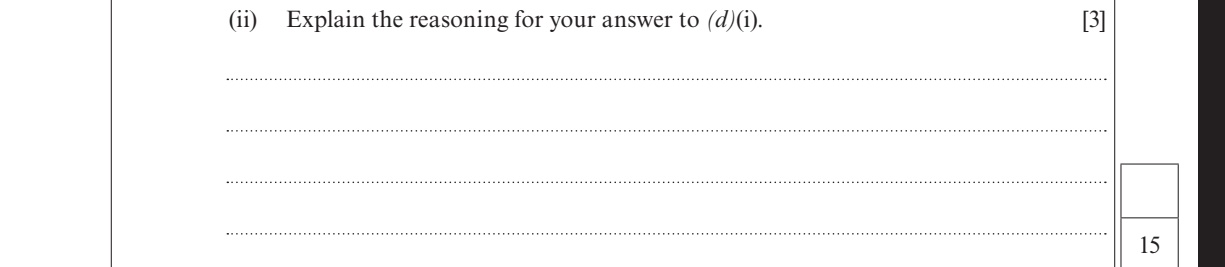 (ii) Explain the reasoning for your answer to (d)(i). [3]
15